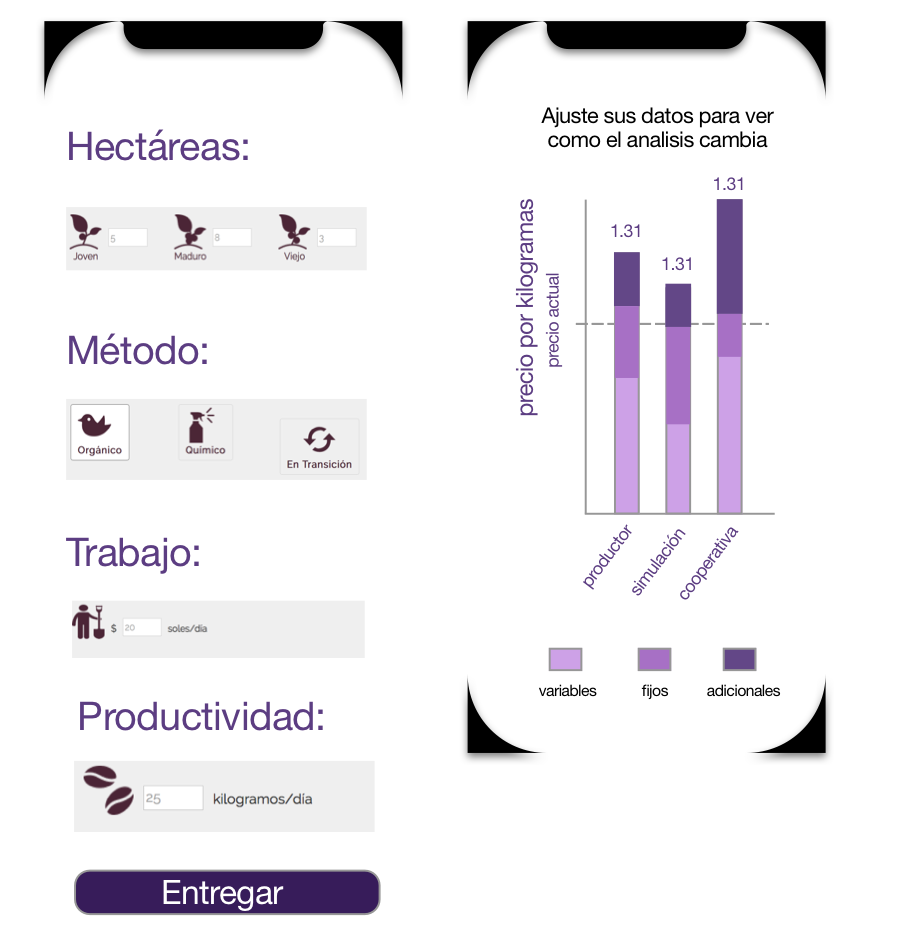 Hectáreas:
5
8
3
Joven
Maduro
Viejo
Método:
Orgánico
Químico
En Transición
Trabajo:
$ 20 soles/día
Productividad:
25 kilogramos/día
Entregar
Ajuste sus datos para ver
como el analisis cambia
1.31
1.31
1.31
precio por kilogramas
precio actual
productor
simulación
cooperativa
variables
fijos
adicionales